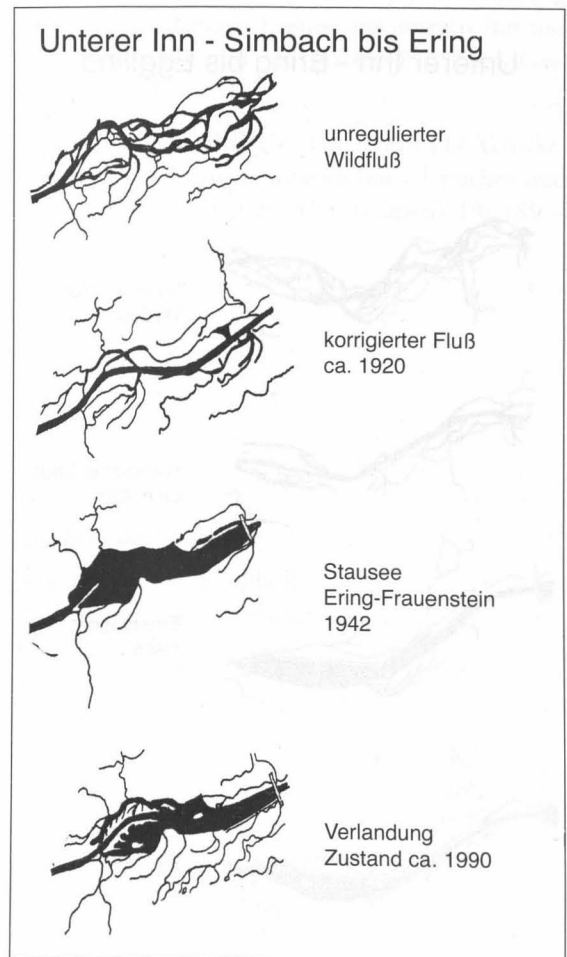 Unterer Inn - Simbach bis Ering
unregulierter
Wildfluß
korrigierter Fluß
ca. 1920
Stausee
Ering-Frauenstein
1942
Verlandung
Zustand ca. 1990